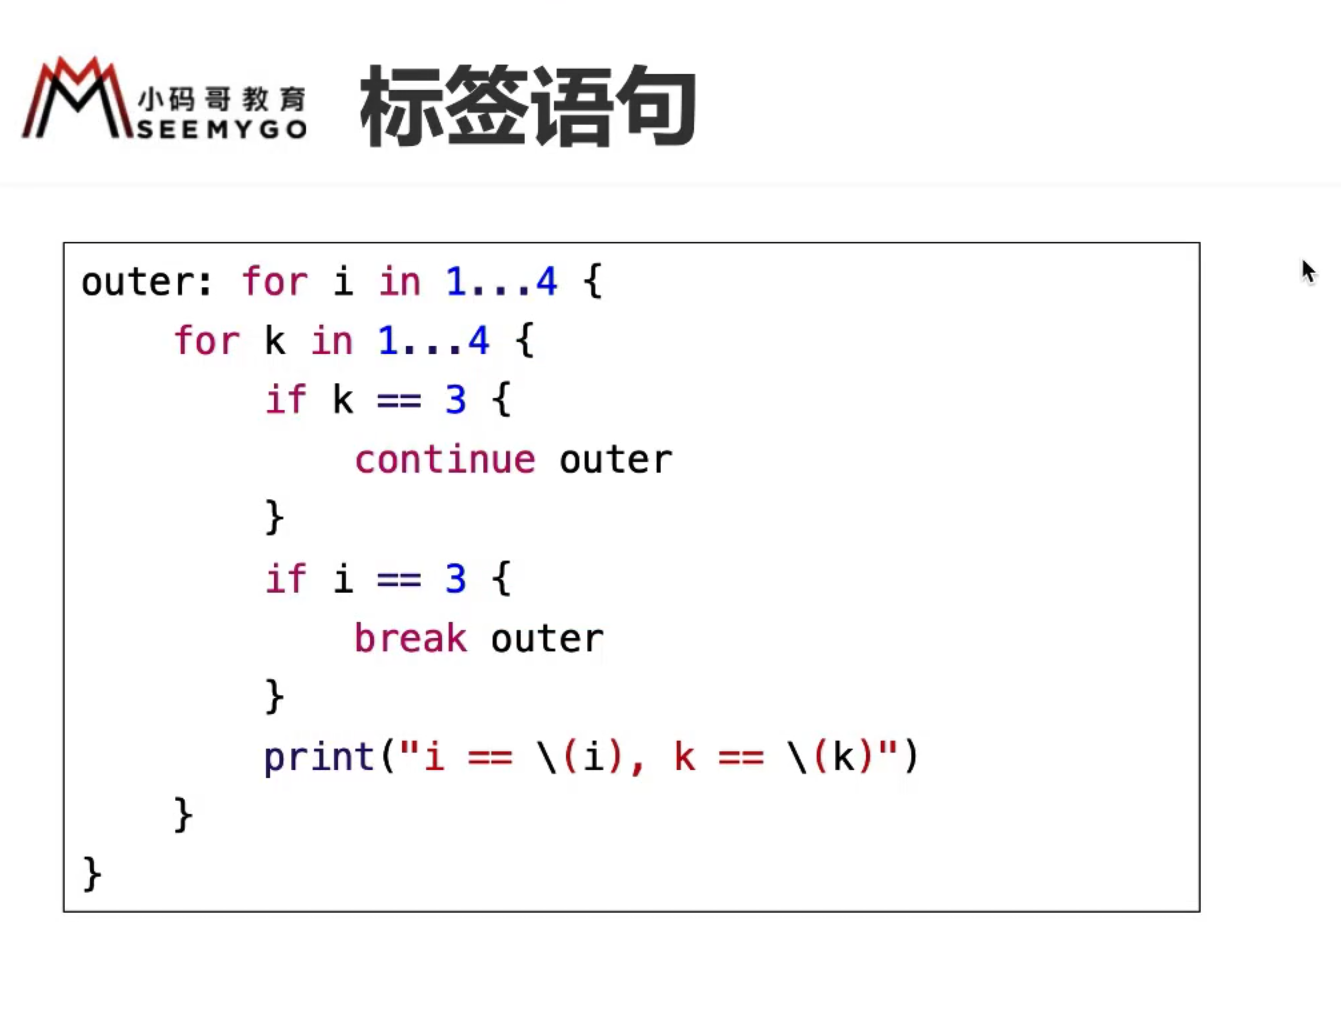 小码哥教育
SEEMYGO
标签语句
outer: for i in 1...4 {
    for k in 1...4 {
        if k == 3 {
            continue outer
        }
        if i == 3 {
            break outer
        }
        print("i == \(i), k == \(k)")
    }
}